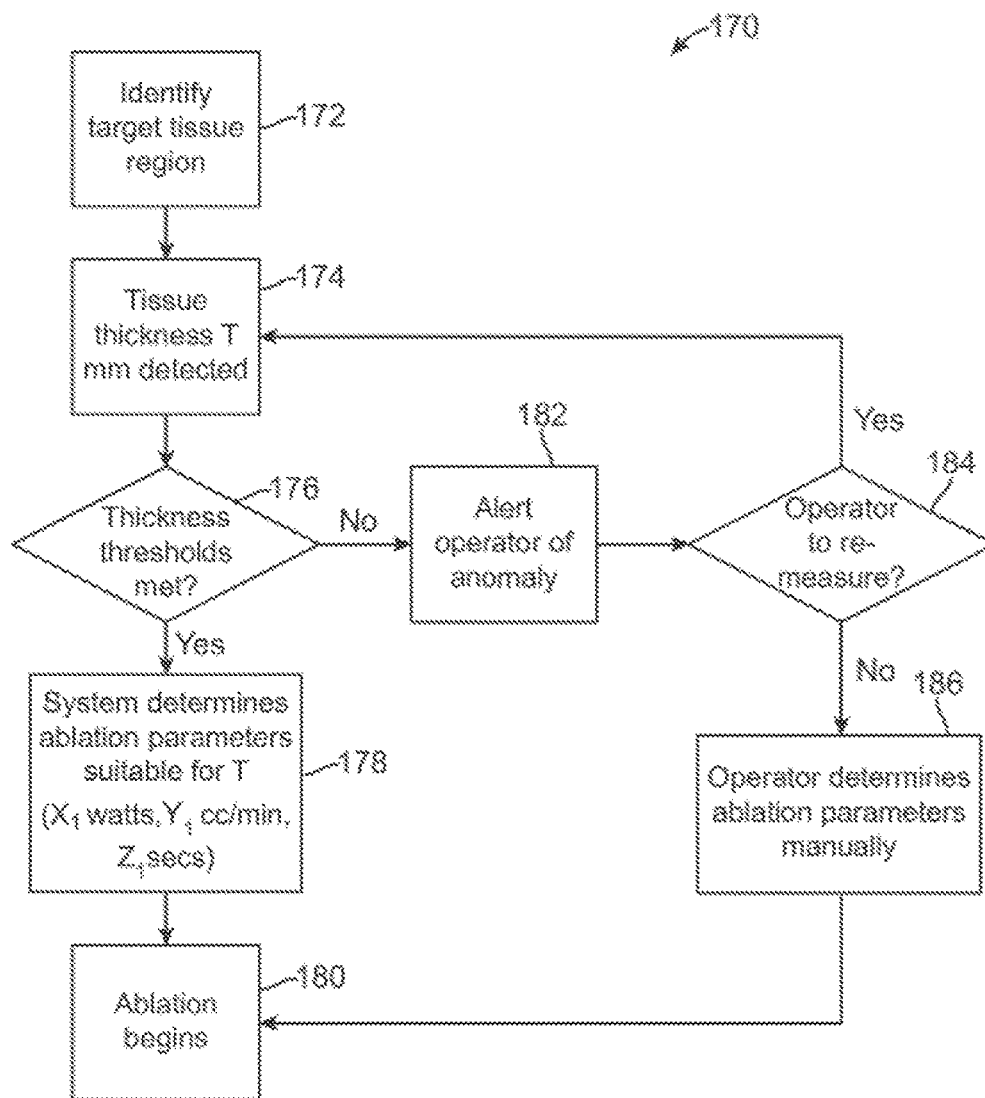 170
Identify
target tissue
region
172
174
Tissue
thickness T
mm detected
182
Yes
184
176
Thickness
thresholds
met?
No
Alert
operator of
anomaly
Operator
to re-
measure?
Yes
No
186
System determines
ablation parameters
suitable for T
(X₁ watts, Y₁ cc/min,
Z₁ secs)
178
Operator determines
ablation parameters
manually
180
Ablation
begins